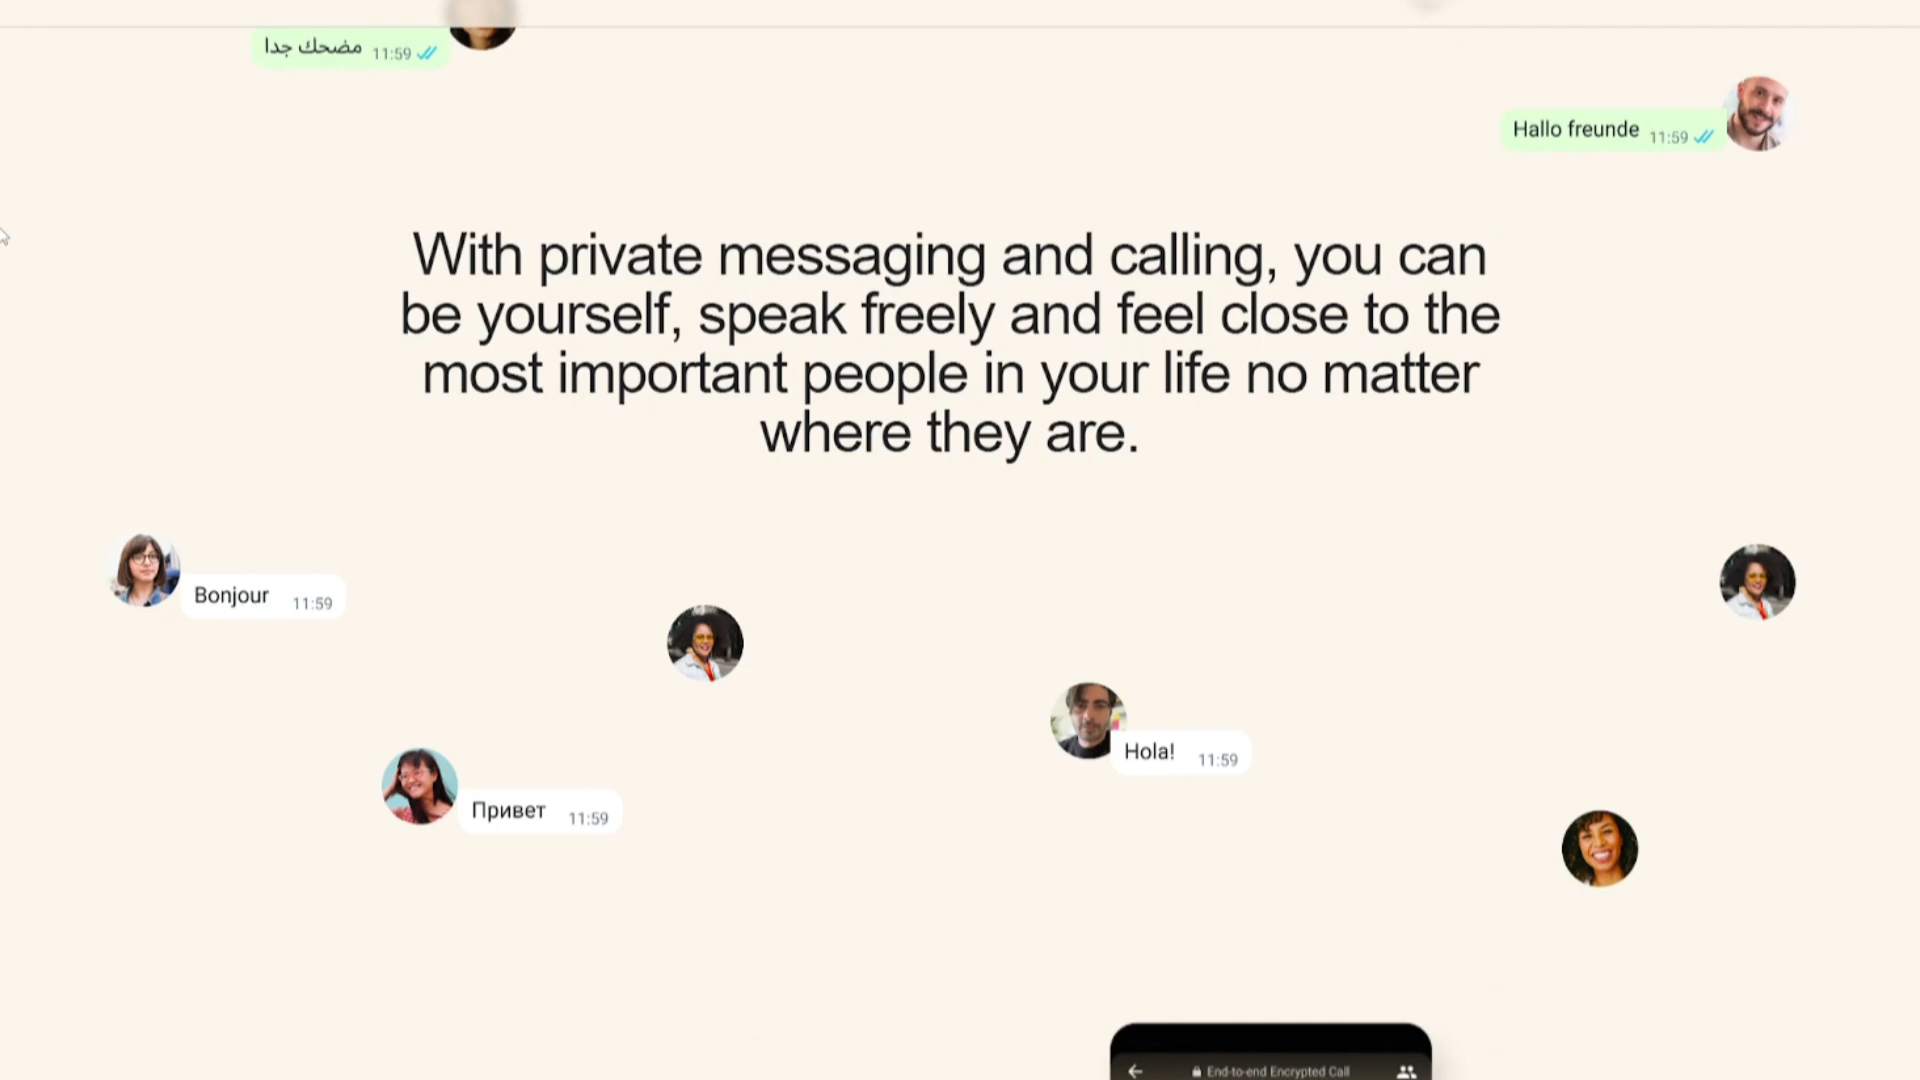 مضحك جدا 11:59
Hallo freunde 11:59
With private messaging and calling, you can
be yourself, speak freely and feel close to the
most important people in your life no matter
where they are.
Bonjour 11:59
Hola! 11:59
Привет 11:59
End-to-end Encrypted Call